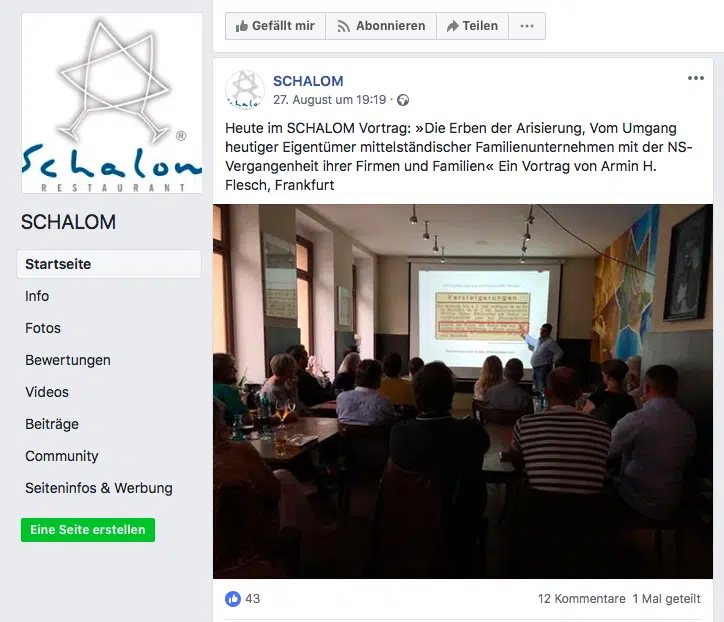 Gefällt mir
Abonnieren
Teilen
Schalom
®
RESTAURANT
SCHALOM
Startseite
Info
Fotos
Bewertungen
Videos
Beiträge
Community
Seiteninfos & Werbung
Eine Seite erstellen
Schalom
SCHALOM
27. August um 19:19 ·
Heute im SCHALOM Vortrag: »Die Erben der Arisierung, Vom Umgang
heutiger Eigentümer mittelständischer Familienunternehmen mit der NS-
Vergangenheit ihrer Firmen und Familien« Ein Vortrag von Armin H.
Flesch, Frankfurt
Versteigerungen
43
12 Kommentare 1 Mal geteilt